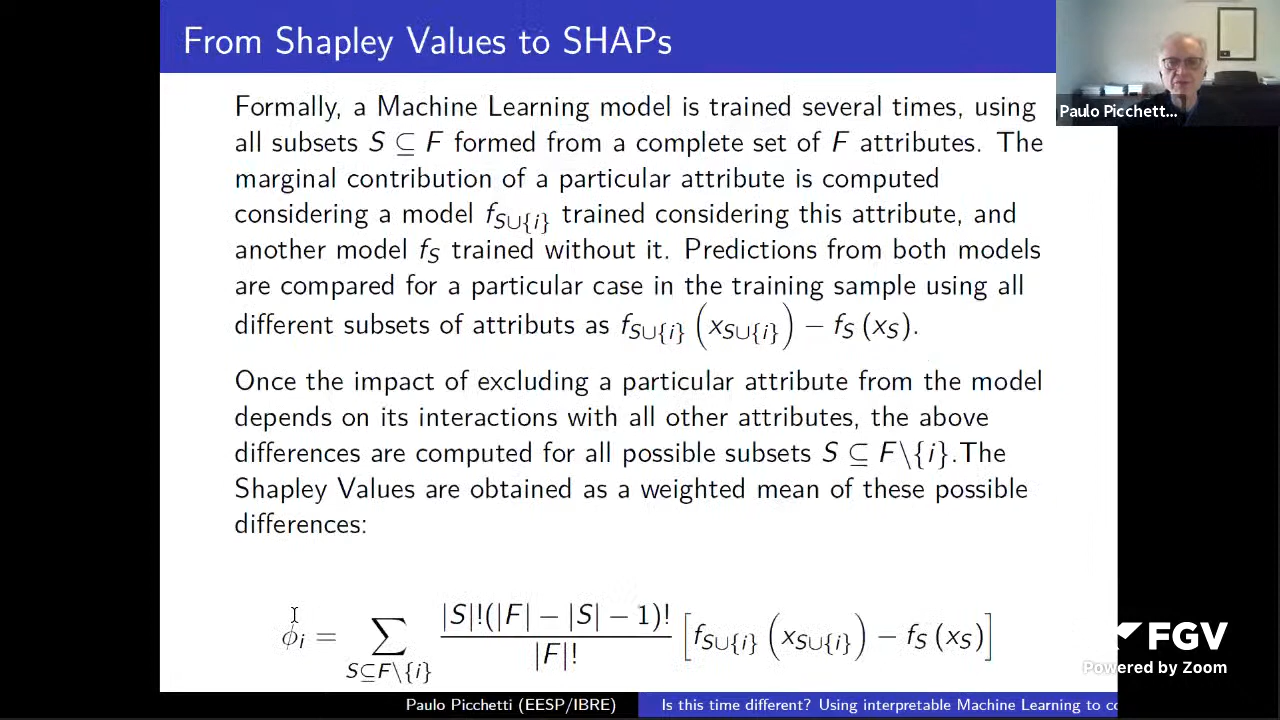 From Shapley Values to SHAPs
Paulo Picchett...
Formally, a Machine Learning model is trained several times, using
all subsets S ⊆ F formed from a complete set of F attributes. The
marginal contribution of a particular attribute is computed
considering a model f_{S∪{i}} trained considering this attribute, and
another model f_S trained without it. Predictions from both models
are compared for a particular case in the training sample using all
different subsets of attributs as f_{S∪{i}} (x_{S∪{i}}) − f_S (x_S).
Once the impact of excluding a particular attribute from the model
depends on its interactions with all other attributes, the above
differences are computed for all possible subsets S ⊆ F\{i}.The
Shapley Values are obtained as a weighted mean of these possible
differences:
ϕ_i = ∑_{S⊆F\{i}} |S|!(|F| − |S| − 1)! / |F|! [f_{S∪{i}} (x_{S∪{i}}) − f_S (x_S)]
FGV
Powered by Zoom
Paulo Picchetti (EESP/IBRE)
Is this time different? Using interpretable Machine Learning to co